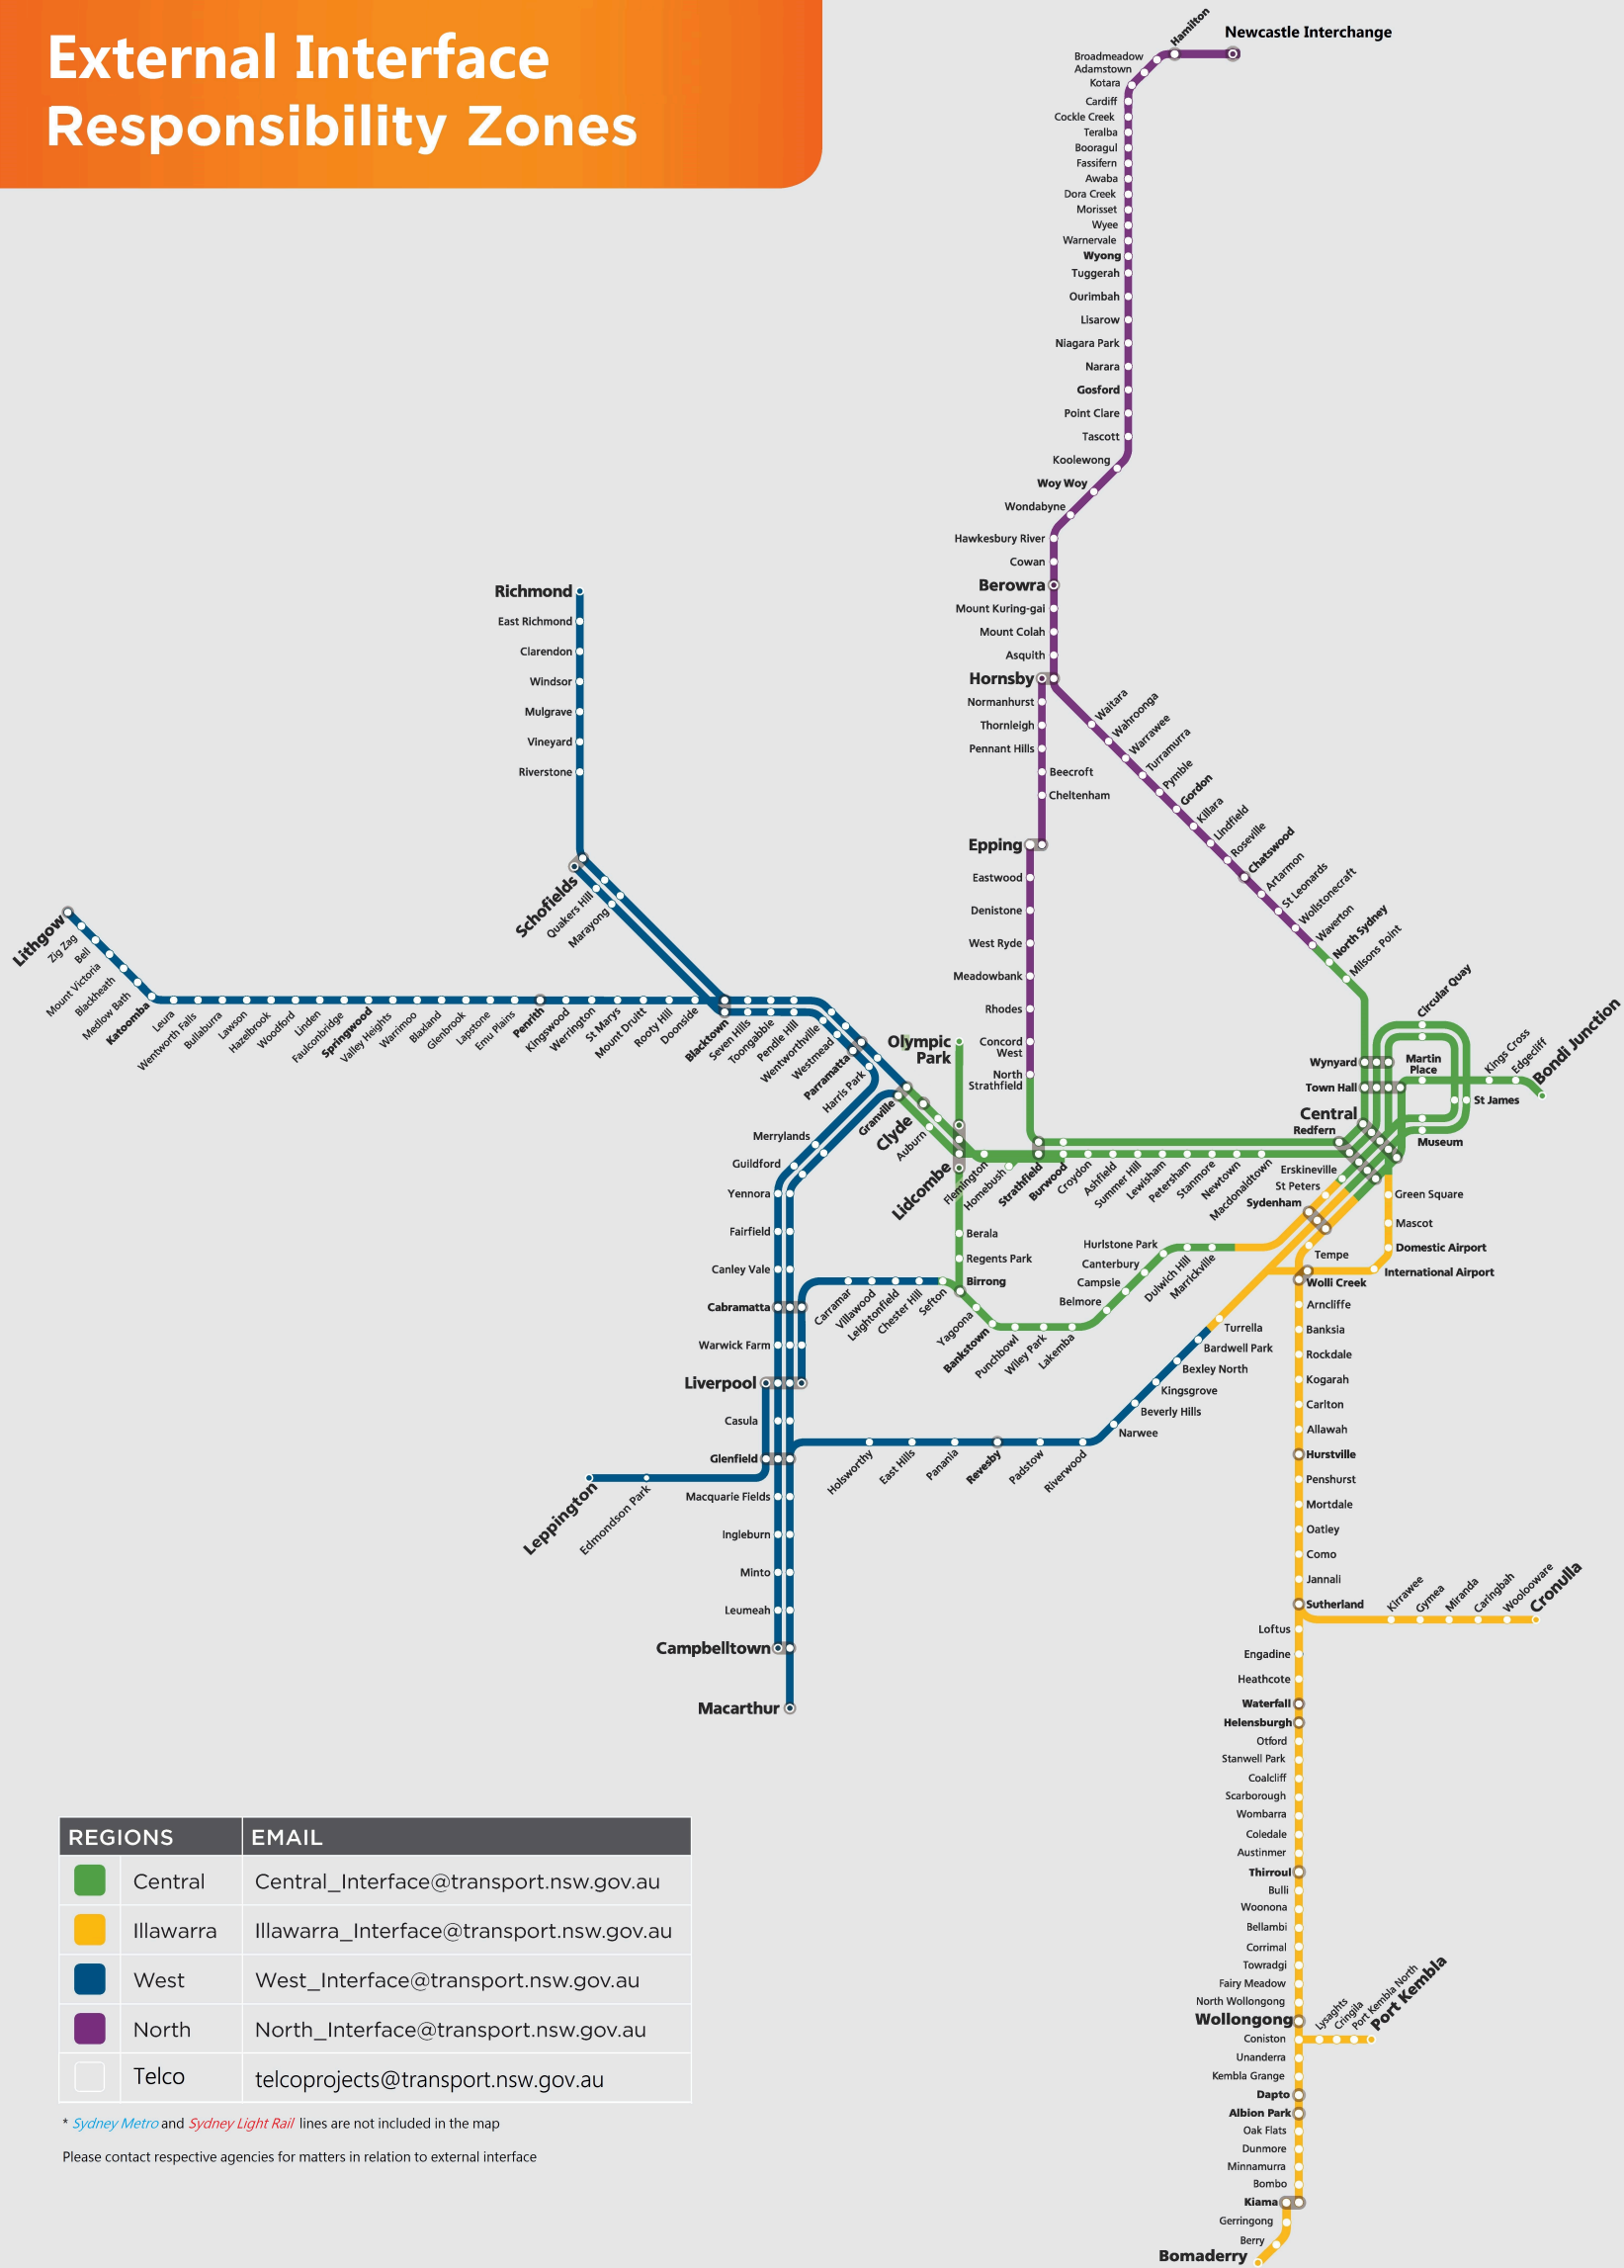 External Interface
Responsibility Zones
Hamilton
Newcastle Interchange
Broadmeadow
Adamstown
Kotara
Cardiff
Cockle Creek
Teralba
Booragul
Fassifern
Awaba
Dora Creek
Morisset
Wyee
Warnervale
Wyong
Tuggerah
Ourimbah
Lisarow
Niagara Park
Narara
Gosford
Point Clare
Tascott
Koolewong
Woy Woy
Wondabyne
Hawkesbury River
Cowan
Berowra
Mount Kuring-gai
Mount Colah
Asquith
Hornsby
Normanhurst
Thornleigh
Pennant Hills
Beecroft
Cheltenham
Epping
Eastwood
Denistone
West Ryde
Meadowbank
Rhodes
Concord
West
North
Strathfield
Waitara
Wahroonga
Warrawee
Turramurra
Pymble
Gordon
Killara
Lindfield
Roseville
Chatswood
Artarmon
St Leonards
Wollstonecraft
Waverton
North Sydney
Milsons Point
Richmond
East Richmond
Clarendon
Windsor
Mulgrave
Vineyard
Riverstone
Schofields
Quakers Hill
Marayong
Lithgow
Zig Zag
Bell
Mount Victoria
Blackheath
Medlow Bath
Katoomba
Leura
Wentworth Falls
Bullaburra
Lawson
Hazelbrook
Woodford
Linden
Faulconbridge
Springwood
Valley Heights
Warrimoo
Blaxland
Glenbrook
Lapstone
Emu Plains
Penrith
Kingswood
Werrington
St Marys
Mount Druitt
Rooty Hill
Doonside
Blacktown
Seven Hills
Toongabbie
Pendle Hill
Wentworthville
Westmead
Parramatta
Harris Park
Granville
Clyde
Auburn
Olympic
Park
Lidcombe
Flemington
Homebush
Strathfield
Burwood
Croydon
Ashfield
Summer Hill
Lewisham
Petersham
Stanmore
Newtown
Macdonaldtown
Circular Quay
Wynyard
Martin
Place
Kings Cross
Edgecliff
Bondi Junction
Town Hall
Central
St James
Redfern
Museum
Erskineville
St Peters
Sydenham
Green Square
Mascot
Domestic Airport
International Airport
Tempe
Wolli Creek
Merrylands
Guildford
Yennora
Fairfield
Canley Vale
Cabramatta
Warwick Farm
Liverpool
Casula
Glenfield
Macquarie Fields
Ingleburn
Minto
Leumeah
Campbelltown
Macarthur
Leppington
Edmondson Park
Carramar
Villawood
Leightonfield
Chester Hill
Sefton
Berala
Regents Park
Birrong
Yagoona
Bankstown
Punchbowl
Wiley Park
Lakemba
Belmore
Campsie
Canterbury
Hurlstone Park
Dulwich Hill
Marrickville
Turrella
Bardwell Park
Bexley North
Kingsgrove
Beverly Hills
Narwee
Riverwood
Padstow
Revesby
Panania
East Hills
Holsworthy
Arncliffe
Banksia
Rockdale
Kogarah
Carlton
Allawah
Hurstville
Penshurst
Mortdale
Oatley
Como
Jannali
Sutherland
Kirrawee
Gymea
Miranda
Caringbah
Woolooware
Cronulla
Loftus
Engadine
Heathcote
Waterfall
Helensburgh
Otford
Stanwell Park
Coalcliff
Scarborough
Wombarra
Coledale
Austinmer
Thirroul
Bulli
Woonona
Bellambi
Corrimal
Towradgi
Fairy Meadow
North Wollongong
Wollongong
Coniston
Lysaghts
Cringila
Port Kembla North
Port Kembla
Unanderra
Kembla Grange
Dapto
Albion Park
Oak Flats
Dunmore
Minnamurra
Bombo
Kiama
Gerringong
Berry
Bomaderry
REGIONS EMAIL
Central Central_Interface@transport.nsw.gov.au
Illawarra Illawarra_Interface@transport.nsw.gov.au
West West_Interface@transport.nsw.gov.au
North North_Interface@transport.nsw.gov.au
Telco telcoprojects@transport.nsw.gov.au
* Sydney Metro and Sydney Light Rail lines are not included in the map
Please contact respective agencies for matters in relation to external interface